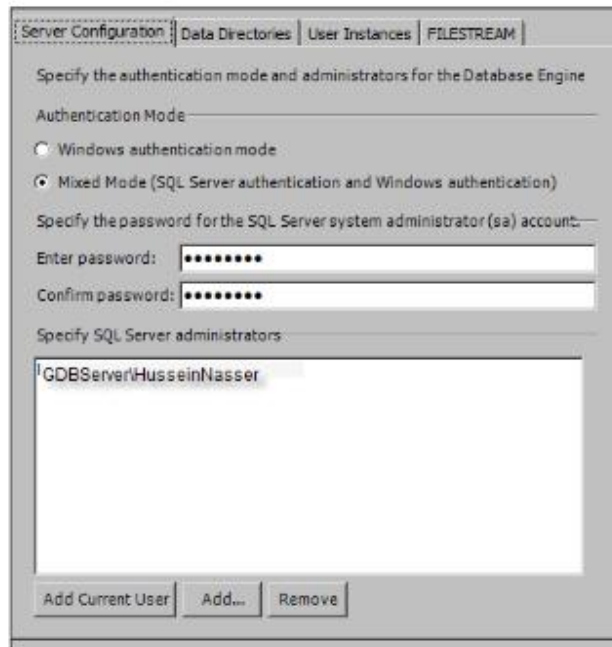 Server Configuration Data Directories User Instances FILESTREAM
Specify the authentication mode and administrators for the Database Engine
Authentication Mode
Windows authentication mode
Mixed Mode (SQL Server authentication and Windows authentication)
Specify the password for the SQL Server system administrator (sa) account.
Enter password: ●●●●●●●●
Confirm password: ●●●●●●●●
Specify SQL Server administrators
GDBServer\HusseinNasser
Add Current User Add... Remove